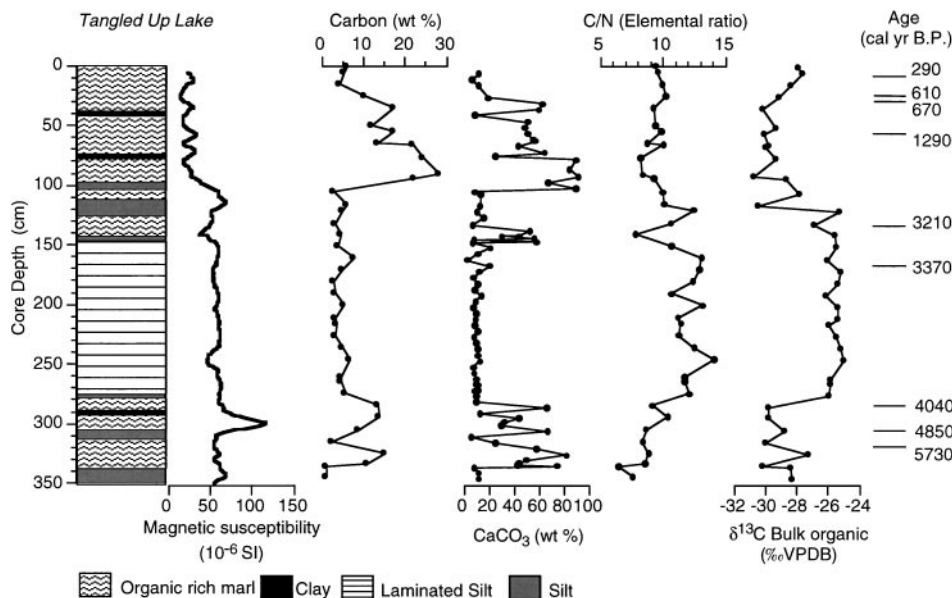 Tangled Up Lake
Carbon (wt %)
C/N (Elemental ratio)
Age
(cal yr B.P.)
0 10 20 30
5 10 15
0
50
100
150
200
250
300
350
Core Depth (cm)
290
610
670
1290
3210
3370
4040
4850
5730
0 50 100 150
Magnetic susceptibility
(10⁻⁶ SI)
0 20 40 60 80 100
CaCO₃ (wt %)
-32 -30 -28 -26 -24
δ¹³C Bulk organic
(‰VPDB)
Organic rich marl Clay Laminated Silt Silt